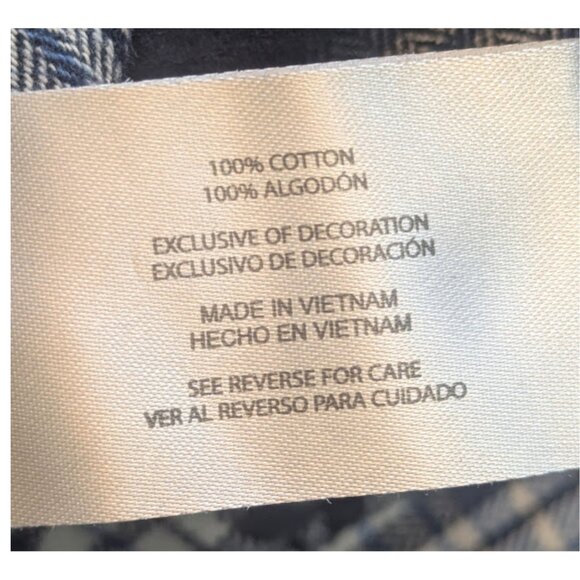 100% COTTON
100% ALGODÓN
EXCLUSIVE OF DECORATION
EXCLUSIVO DE DECORACIÓN
MADE IN VIETNAM
HECHO EN VIETNAM
SEE REVERSE FOR CARE
VER AL REVERSO PARA CUIDADO